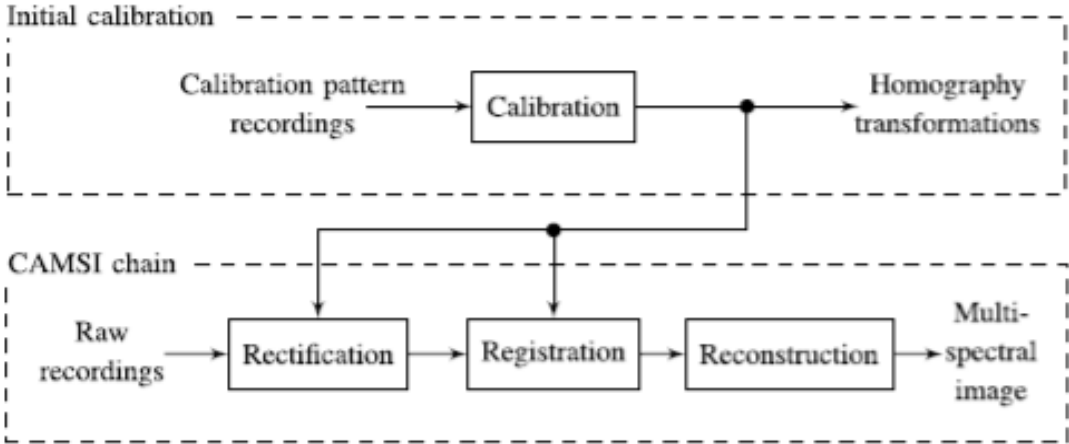 Initial calibration
Calibration pattern
recordings
Calibration
Homography
transformations
CAMSI chain
Raw
recordings
Rectification
Registration
Reconstruction
Multi-
spectral
image